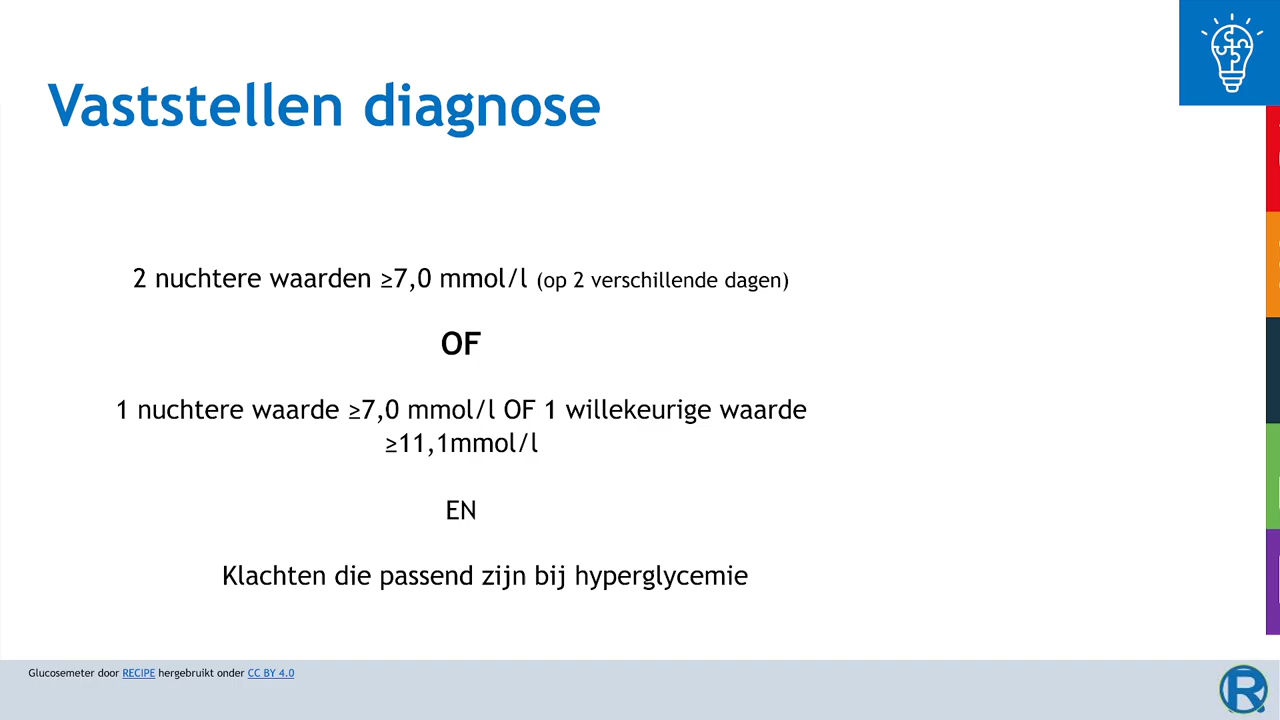 Vaststellen diagnose
2 nuchtere waarden ≥7,0 mmol/l (op 2 verschillende dagen)
OF
1 nuchtere waarde ≥7,0 mmol/l OF 1 willekeurige waarde
≥11,1mmol/l
EN
Klachten die passend zijn bij hyperglycemie
Glucosemeter door RECIPE hergebruikt onder CC BY 4.0
R